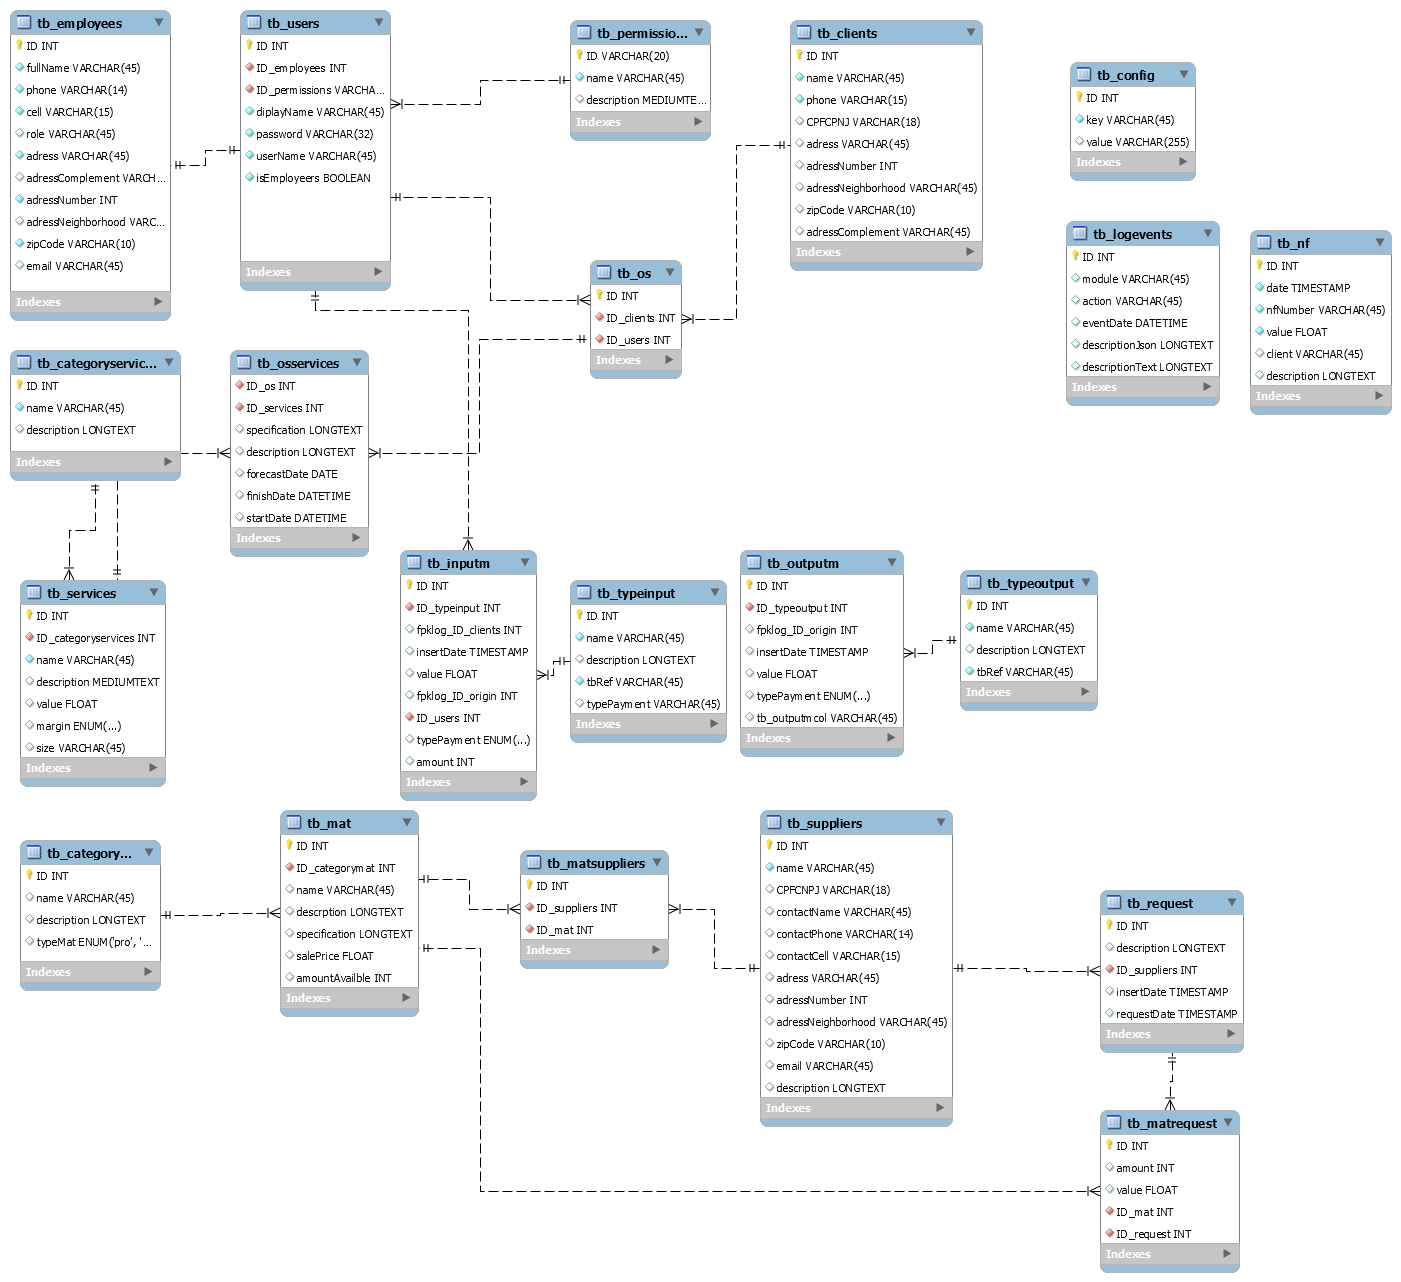 tb_employees
ID INT
fullName VARCHAR(45)
phone VARCHAR(14)
cell VARCHAR(15)
role VARCHAR(45)
adress VARCHAR(45)
adressComplement VARCH...
adressNumber INT
adressNeighborhood VARC...
zipCode VARCHAR(10)
email VARCHAR(45)
Indexes
tb_users
ID INT
ID_employees INT
ID_permissions VARCHA...
diplayName VARCHAR(45)
password VARCHAR(32)
userName VARCHAR(45)
isEmployeers BOOLEAN
Indexes
tb_permissio...
ID VARCHAR(20)
name VARCHAR(45)
description MEDIUMTE...
Indexes
tb_clients
ID INT
name VARCHAR(45)
phone VARCHAR(15)
CPFCPNJ VARCHAR(18)
adress VARCHAR(45)
adressNumber INT
adressNeighborhood VARCHAR(45)
zipCode VARCHAR(10)
adressComplement VARCHAR(45)
Indexes
tb_config
ID INT
key VARCHAR(45)
value VARCHAR(255)
Indexes
tb_logevents
ID INT
module VARCHAR(45)
action VARCHAR(45)
eventDate DATETIME
descriptionJson LONGTEXT
descriptionText LONGTEXT
Indexes
tb_nf
ID INT
date TIMESTAMP
nfNumber VARCHAR(45)
value FLOAT
client VARCHAR(45)
description LONGTEXT
Indexes
tb_os
ID INT
ID_clients INT
ID_users INT
Indexes
tb_categoryservic...
ID INT
name VARCHAR(45)
description LONGTEXT
Indexes
tb_osservices
ID_os INT
ID_services INT
specification LONGTEXT
description LONGTEXT
forecastDate DATE
finishDate DATETIME
startDate DATETIME
Indexes
tb_services
ID INT
ID_categoryservices INT
name VARCHAR(45)
description MEDIUMTEXT
value FLOAT
margin ENUM(...)
size VARCHAR(45)
Indexes
tb_inputm
ID INT
ID_typeinput INT
fpklog_ID_clients INT
insertDate TIMESTAMP
value FLOAT
fpklog_ID_origin INT
ID_users INT
typePayment ENUM(...)
amount INT
Indexes
tb_typeinput
ID INT
name VARCHAR(45)
description LONGTEXT
tbRef VARCHAR(45)
typePayment VARCHAR(45)
Indexes
tb_outputm
ID INT
ID_typeoutput INT
fpklog_ID_origin INT
insertDate TIMESTAMP
value FLOAT
typePayment ENUM(...)
tb_outputmcol VARCHAR(45)
Indexes
tb_typeoutput
ID INT
name VARCHAR(45)
description LONGTEXT
tbRef VARCHAR(45)
Indexes
tb_category...
ID INT
name VARCHAR(45)
description LONGTEXT
typeMat ENUM('pro', '...
Indexes
tb_mat
ID INT
ID_categorymat INT
name VARCHAR(45)
descrption LONGTEXT
specification LONGTEXT
salePrice FLOAT
amountAvailble INT
Indexes
tb_matsuppliers
ID INT
ID_suppliers INT
ID_mat INT
Indexes
tb_suppliers
ID INT
name VARCHAR(45)
CPFCNPJ VARCHAR(18)
contactName VARCHAR(45)
contactPhone VARCHAR(14)
contactCell VARCHAR(15)
adress VARCHAR(45)
adressNumber INT
adressNeighborhood VARCHAR(45)
zipCode VARCHAR(10)
email VARCHAR(45)
description LONGTEXT
Indexes
tb_request
ID INT
description LONGTEXT
ID_suppliers INT
insertDate TIMESTAMP
requestDate TIMESTAMP
Indexes
tb_matrequest
ID INT
amount INT
value FLOAT
ID_mat INT
ID_request INT
Indexes